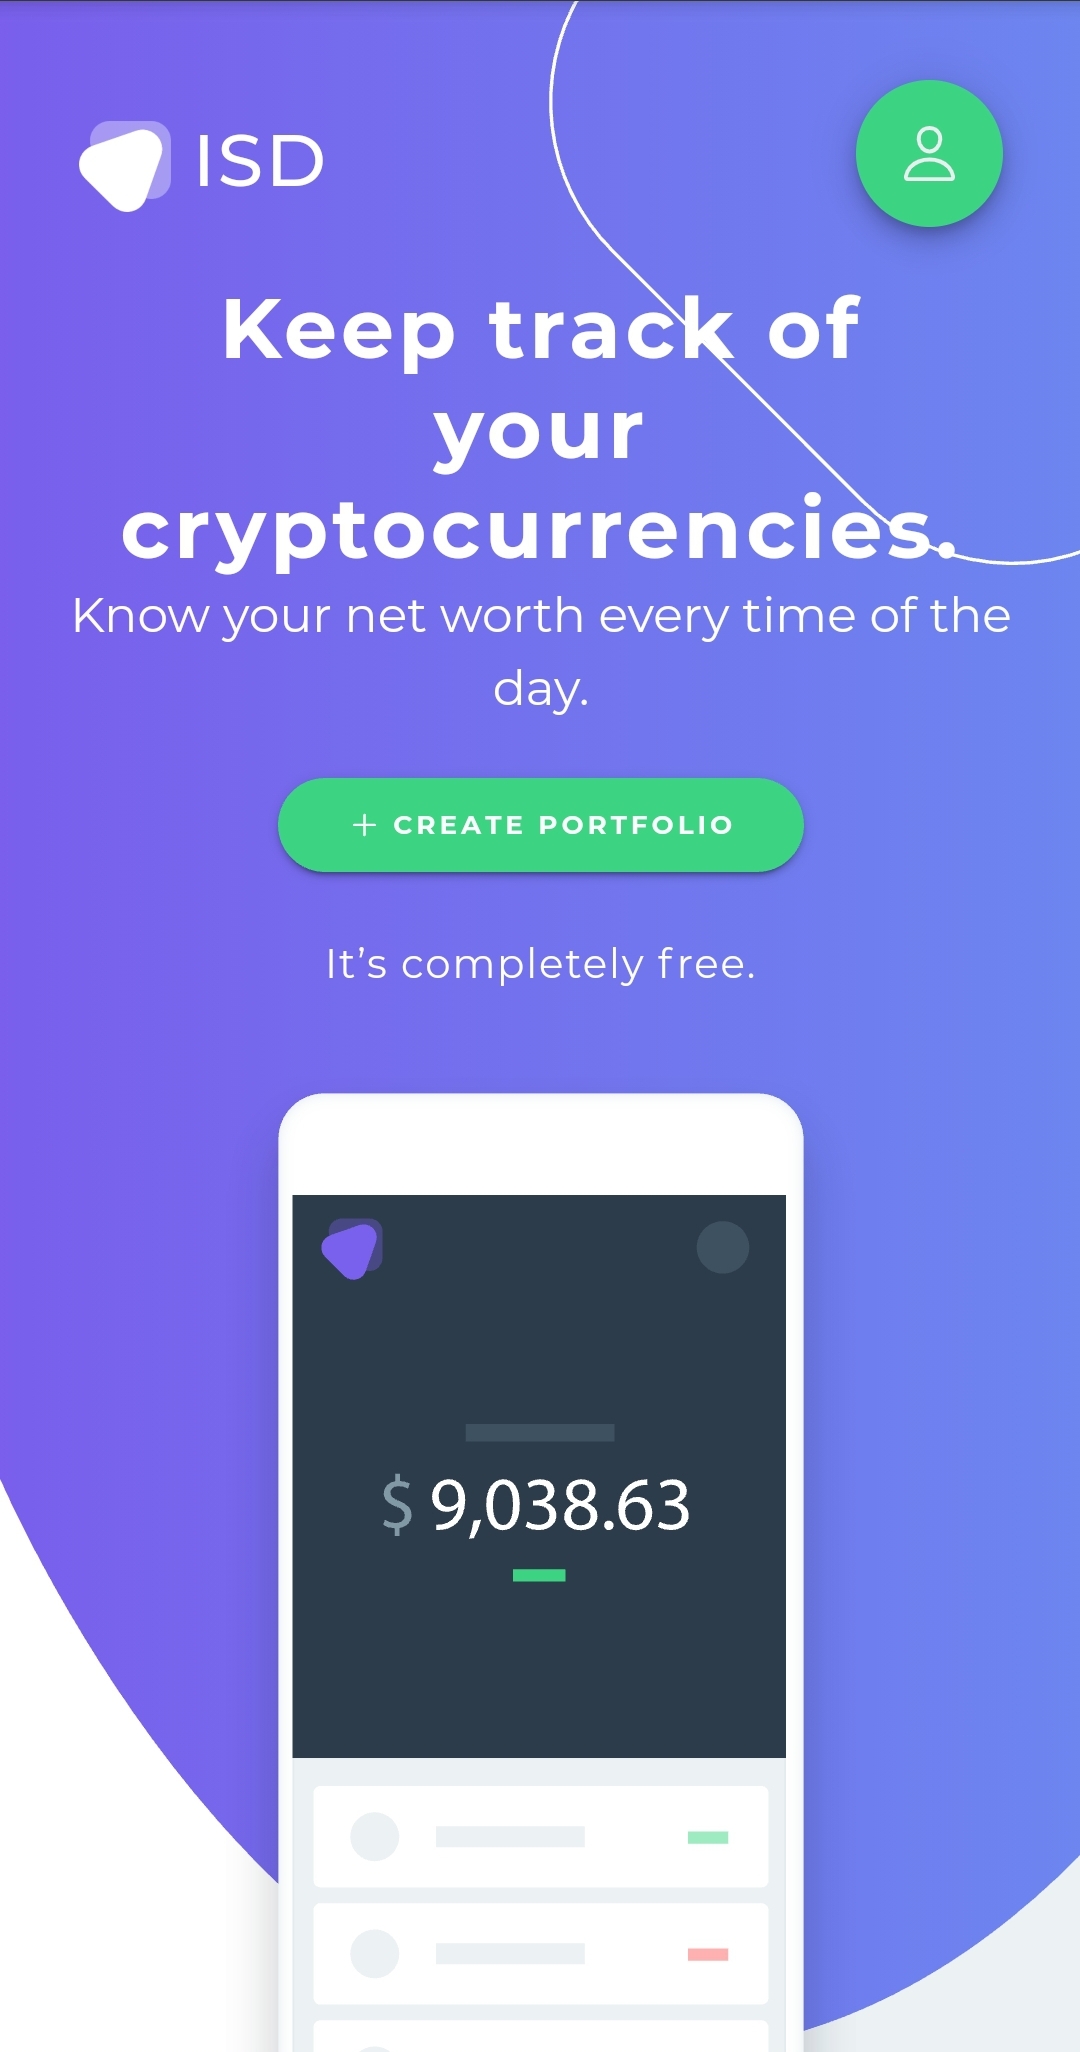 ISD
Keep track of
your
cryptocurrencies.
Know your net worth every time of the
day.
+ CREATE PORTFOLIO
It’s completely free.
$ 9,038.63